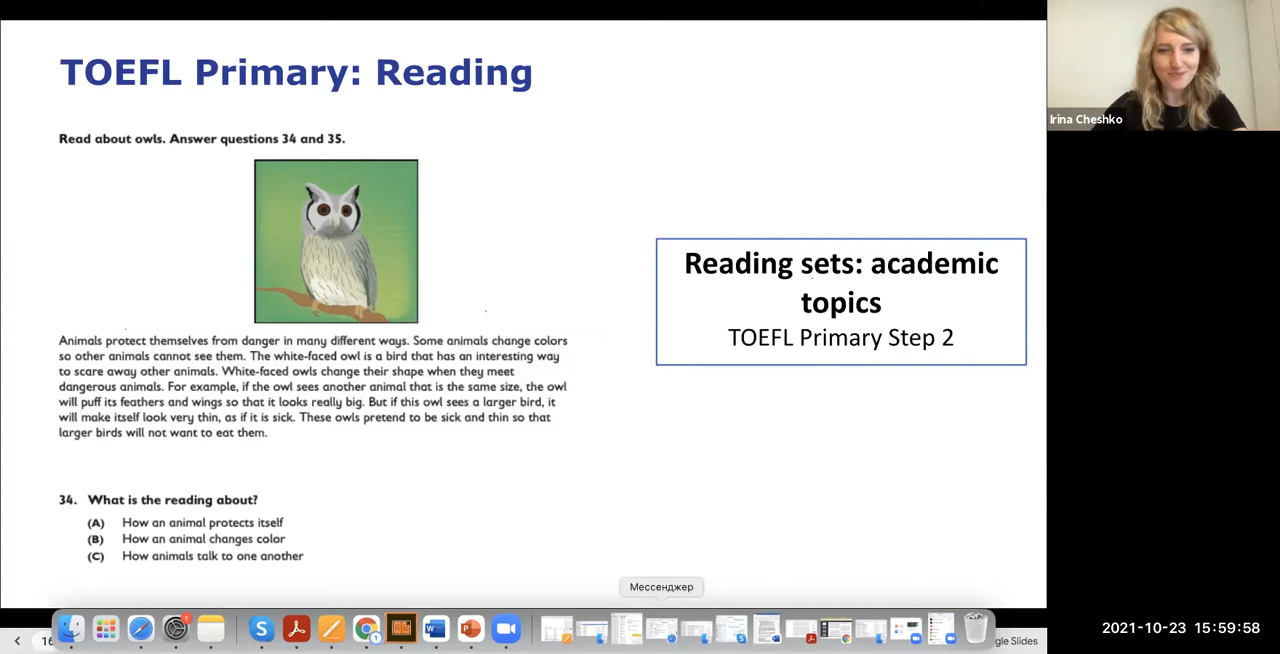 TOEFL Primary: Reading
Read about owls. Answer questions 34 and 35.
Animals protect themselves from danger in many different ways. Some animals change colors
so other animals cannot see them. The white-faced owl is a bird that has an interesting way
to scare away other animals. White-faced owls change their shape when they meet
dangerous animals. For example, if the owl sees another animal that is the same size, the owl
will puff its feathers and wings so that it looks really big. But if this owl sees a larger bird, it
will make itself look very thin, as if it is sick. These owls pretend to be sick and thin so that
larger birds will not want to eat them.
34. What is the reading about?
(A) How an animal protects itself
(B) How an animal changes color
(C) How animals talk to one another
Reading sets: academic
topics
TOEFL Primary Step 2
Irina Cheshko
Мессенджер
16
gle Slides
2021-10-23 15:59:58